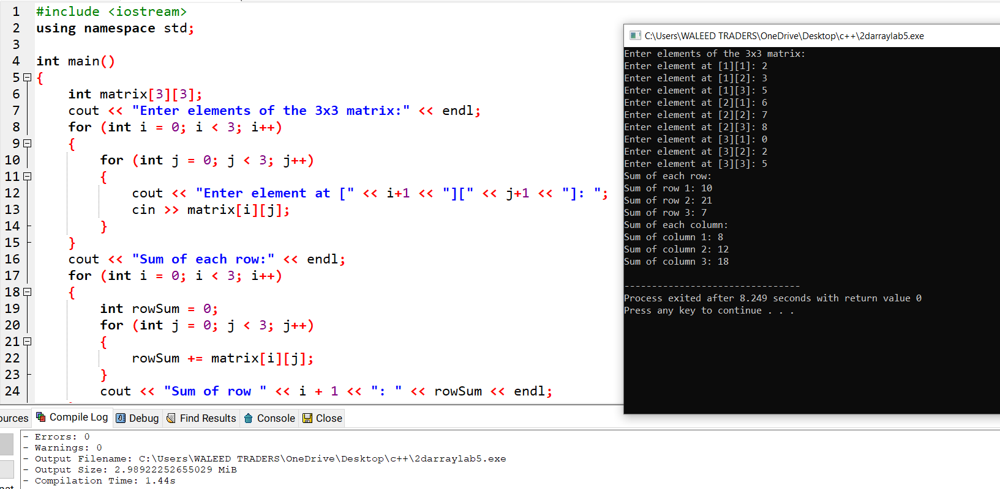 1 #include <iostream>
2 using namespace std;
3
4 int main()
5 {
6 int matrix[3][3];
7 cout << "Enter elements of the 3x3 matrix:" << endl;
8 for (int i = 0; i < 3; i++)
9 {
10 for (int j = 0; j < 3; j++)
11 {
12 cout << "Enter element at [" << i+1 << "][" << j+1 << "]: ";
13 cin >> matrix[i][j];
14 }
15 }
16 cout << "Sum of each row:" << endl;
17 for (int i = 0; i < 3; i++)
18 {
19 int rowSum = 0;
20 for (int j = 0; j < 3; j++)
21 {
22 rowSum += matrix[i][j];
23 }
24 cout << "Sum of row " << i + 1 << ": " << rowSum << endl;
C:\Users\WALEED TRADERS\OneDrive\Desktop\c++\2darraylab5.exe
Enter elements of the 3x3 matrix:
Enter element at [1][1]: 2
Enter element at [1][2]: 3
Enter element at [1][3]: 5
Enter element at [2][1]: 6
Enter element at [2][2]: 7
Enter element at [2][3]: 8
Enter element at [3][1]: 0
Enter element at [3][2]: 2
Enter element at [3][3]: 5
Sum of each row:
Sum of row 1: 10
Sum of row 2: 21
Sum of row 3: 7
Sum of each column:
Sum of column 1: 8
Sum of column 2: 12
Sum of column 3: 18
--------------------------------
Process exited after 8.249 seconds with return value 0
Press any key to continue . . .
ources Compile Log Debug Find Results Console Close
- Errors: 0
- Warnings: 0
- Output Filename: C:\Users\WALEED TRADERS\OneDrive\Desktop\c++\2darraylab5.exe
- Output Size: 2.98922252655029 MiB
- Compilation Time: 1.44s